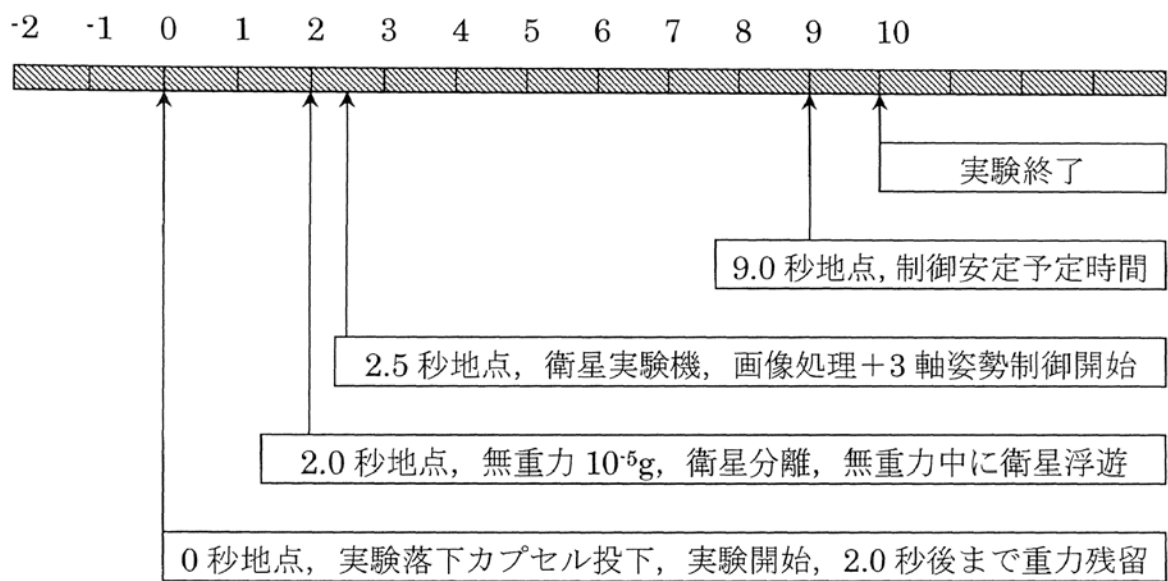 -2 -1 0 1 2 3 4 5 6 7 8 9 10
実験終了
9.0 秒地点, 制御安定予定時間
2.5 秒地点, 衛星実験機, 画像処理+3 軸姿勢制御開始
2.0 秒地点, 無重力 10⁻⁵g, 衛星分離, 無重力中に衛星浮遊
0 秒地点, 実験落下カプセル投下, 実験開始, 2.0 秒後まで重力残留